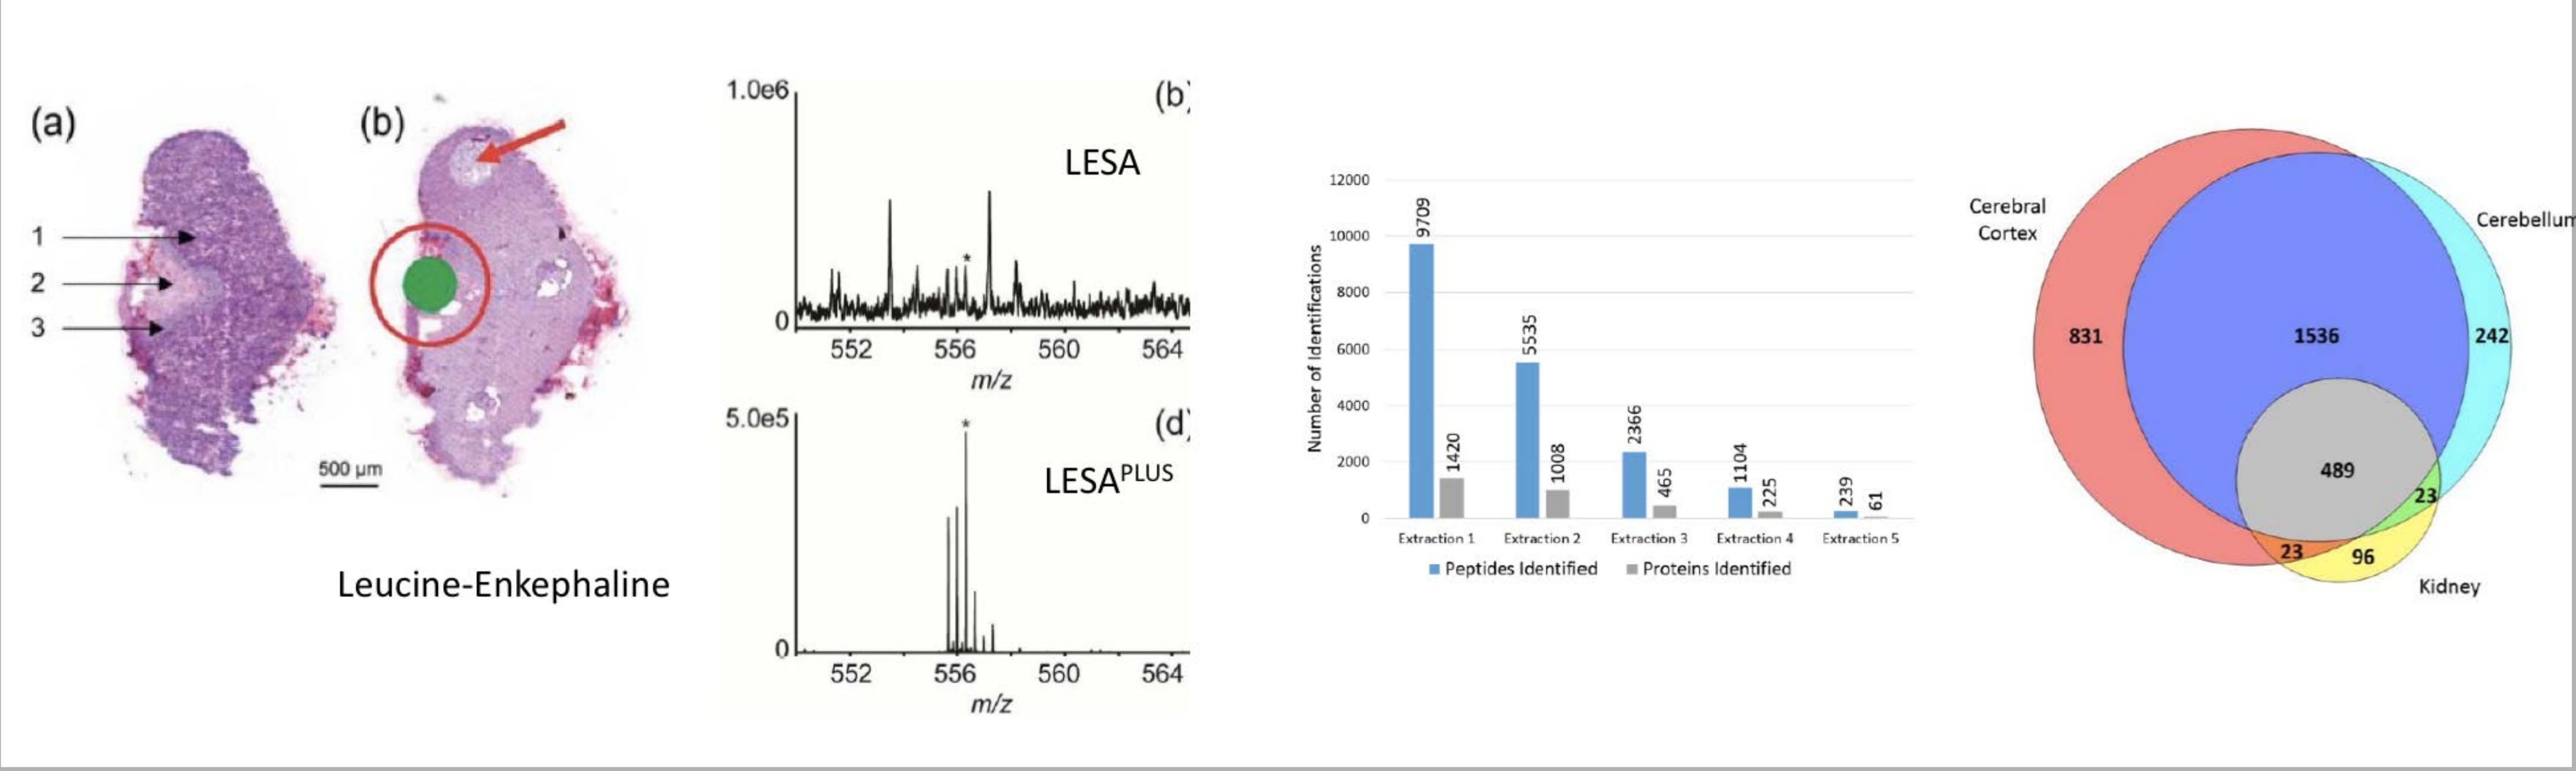 (a)
(b)
1
2
3
500 µm
Leucine-Enkephaline
1.0e6
(b)
LESA
*
0
552 556 560 564
m/z
5.0e5
(d)
*
LESAPLUS
0
552 556 560 564
m/z
Number of Identifications
12000
10000
8000
6000
4000
2000
0
9709
1420
5535
1008
2366
465
1104
225
239
61
Extraction 1 Extraction 2 Extraction 3 Extraction 4 Extraction 5
Peptides Identified Proteins Identified
Cerebral
Cortex
Cerebellum
831
1536
242
489
23
23
96
Kidney